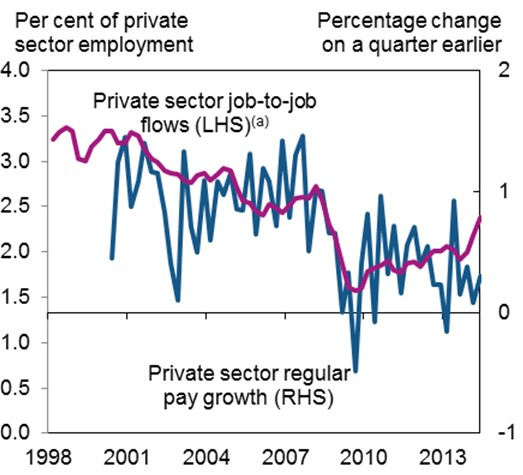 Per cent of private
sector employment
Percentage change
on a quarter earlier
4.0
3.5
3.0
2.5
2.0
1.5
1.0
0.5
0.0
2
1
0
-1
Private sector job-to-job
flows (LHS)(a)
Private sector regular
pay growth (RHS)
1998 2001 2004 2007 2010 2013